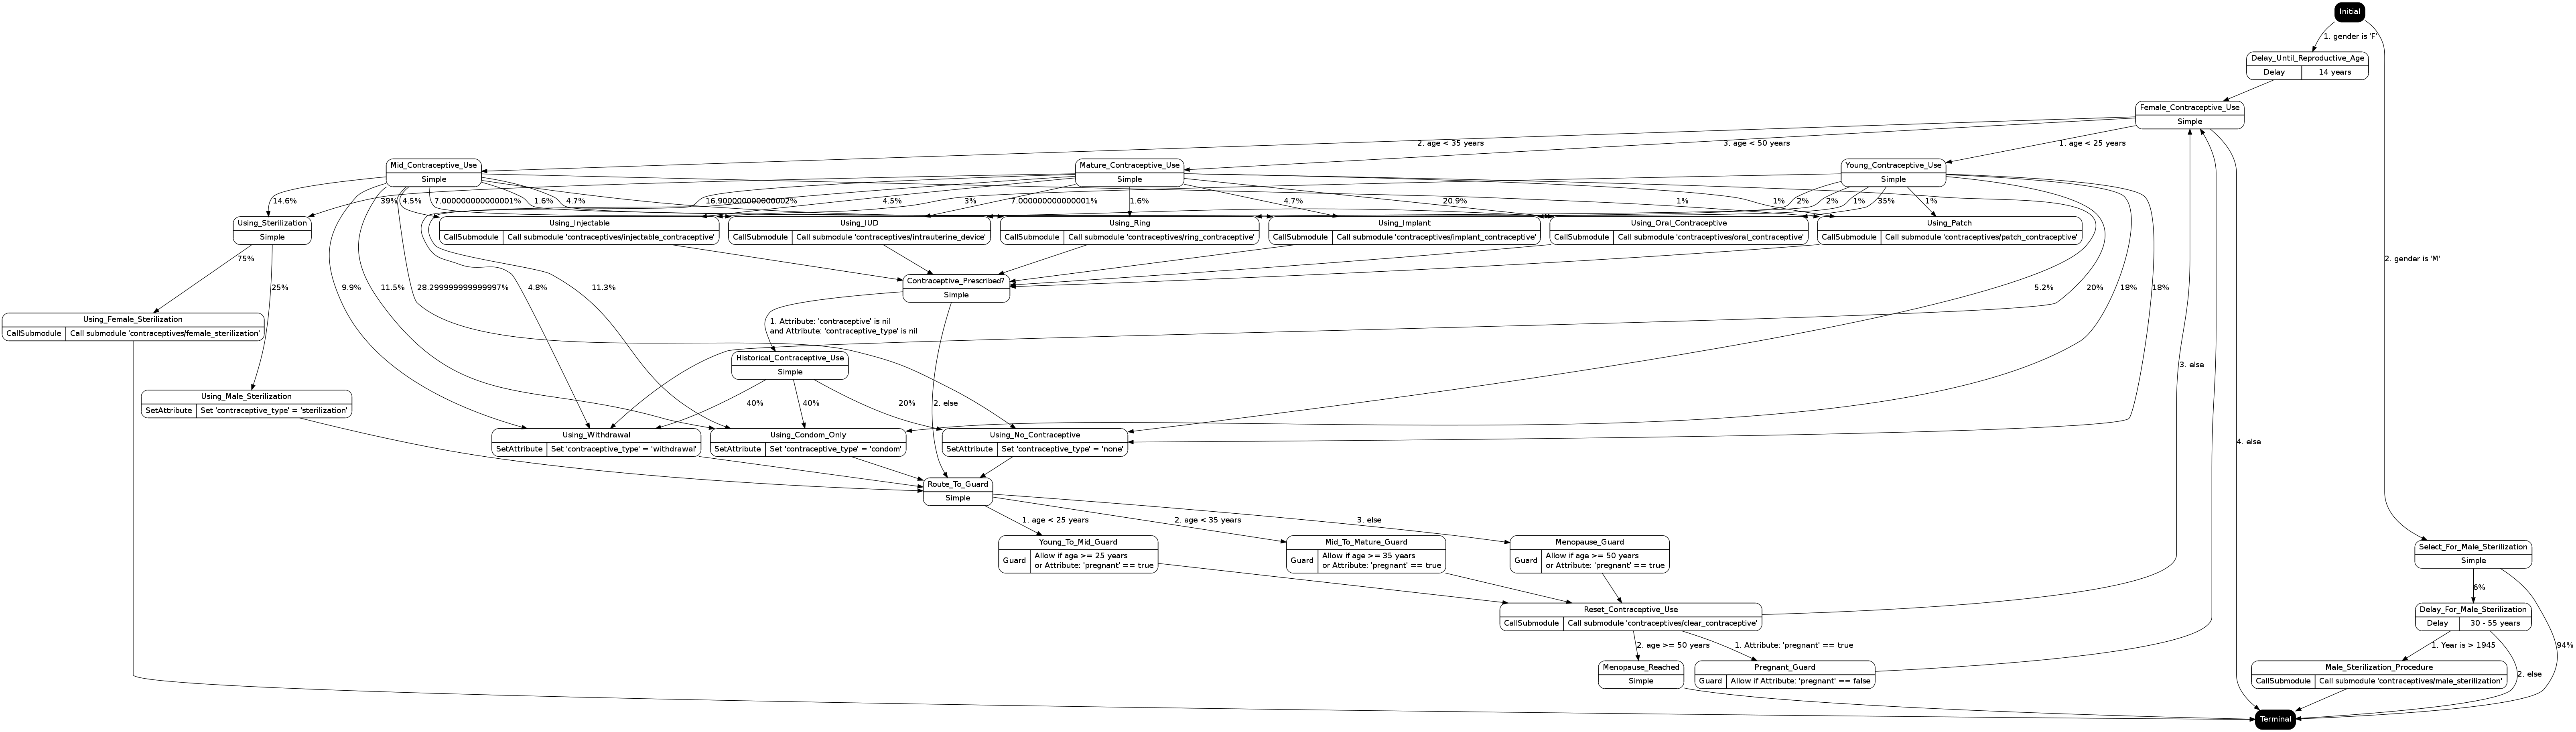 Initial
1. gender is 'F'
Delay_Until_Reproductive_Age
Delay
14 years
Female_Contraceptive_Use
Simple
2. age < 35 years
3. age < 50 years
1. age < 25 years
Mid_Contraceptive_Use
Simple
Mature_Contraceptive_Use
Simple
Young_Contraceptive_Use
Simple
14.6%
39%
4.5%
7.000000000000001%
1.6%
4.7%
16.900000000000002%
4.5%
3%
7.000000000000001%
1.6%
4.7%
20.9%
1%
1%
2%
2%
1%
35%
1%
Using_Sterilization
Simple
Using_Injectable
CallSubmodule
Call submodule 'contraceptives/injectable_contraceptive'
Using_IUD
CallSubmodule
Call submodule 'contraceptives/intrauterine_device'
Using_Ring
CallSubmodule
Call submodule 'contraceptives/ring_contraceptive'
Using_Implant
CallSubmodule
Call submodule 'contraceptives/implant_contraceptive'
Using_Oral_Contraceptive
CallSubmodule
Call submodule 'contraceptives/oral_contraceptive'
Using_Patch
CallSubmodule
Call submodule 'contraceptives/patch_contraceptive'
75%
25%
9.9%
11.5%
28.299999999999997%
4.8%
11.3%
Contraceptive_Prescribed?
Simple
5.2%
20%
18%
18%
2. gender is 'M'
Using_Female_Sterilization
CallSubmodule
Call submodule 'contraceptives/female_sterilization'
1. Attribute: 'contraceptive' is nil
and Attribute: 'contraceptive_type' is nil
Historical_Contraceptive_Use
Simple
3. else
Using_Male_Sterilization
SetAttribute
Set 'contraceptive_type' = 'sterilization'
40%
40%
20%
2. else
Using_Withdrawal
SetAttribute
Set 'contraceptive_type' = 'withdrawal'
Using_Condom_Only
SetAttribute
Set 'contraceptive_type' = 'condom'
Using_No_Contraceptive
SetAttribute
Set 'contraceptive_type' = 'none'
4. else
Route_To_Guard
Simple
1. age < 25 years
2. age < 35 years
3. else
Young_To_Mid_Guard
Guard
Allow if age >= 25 years
or Attribute: 'pregnant' == true
Mid_To_Mature_Guard
Guard
Allow if age >= 35 years
or Attribute: 'pregnant' == true
Menopause_Guard
Guard
Allow if age >= 50 years
or Attribute: 'pregnant' == true
Select_For_Male_Sterilization
Simple
6%
Reset_Contraceptive_Use
CallSubmodule
Call submodule 'contraceptives/clear_contraceptive'
Delay_For_Male_Sterilization
Delay
30 - 55 years
2. age >= 50 years
1. Attribute: 'pregnant' == true
1. Year is > 1945
94%
Menopause_Reached
Simple
Pregnant_Guard
Guard
Allow if Attribute: 'pregnant' == false
Male_Sterilization_Procedure
CallSubmodule
Call submodule 'contraceptives/male_sterilization'
2. else
Terminal